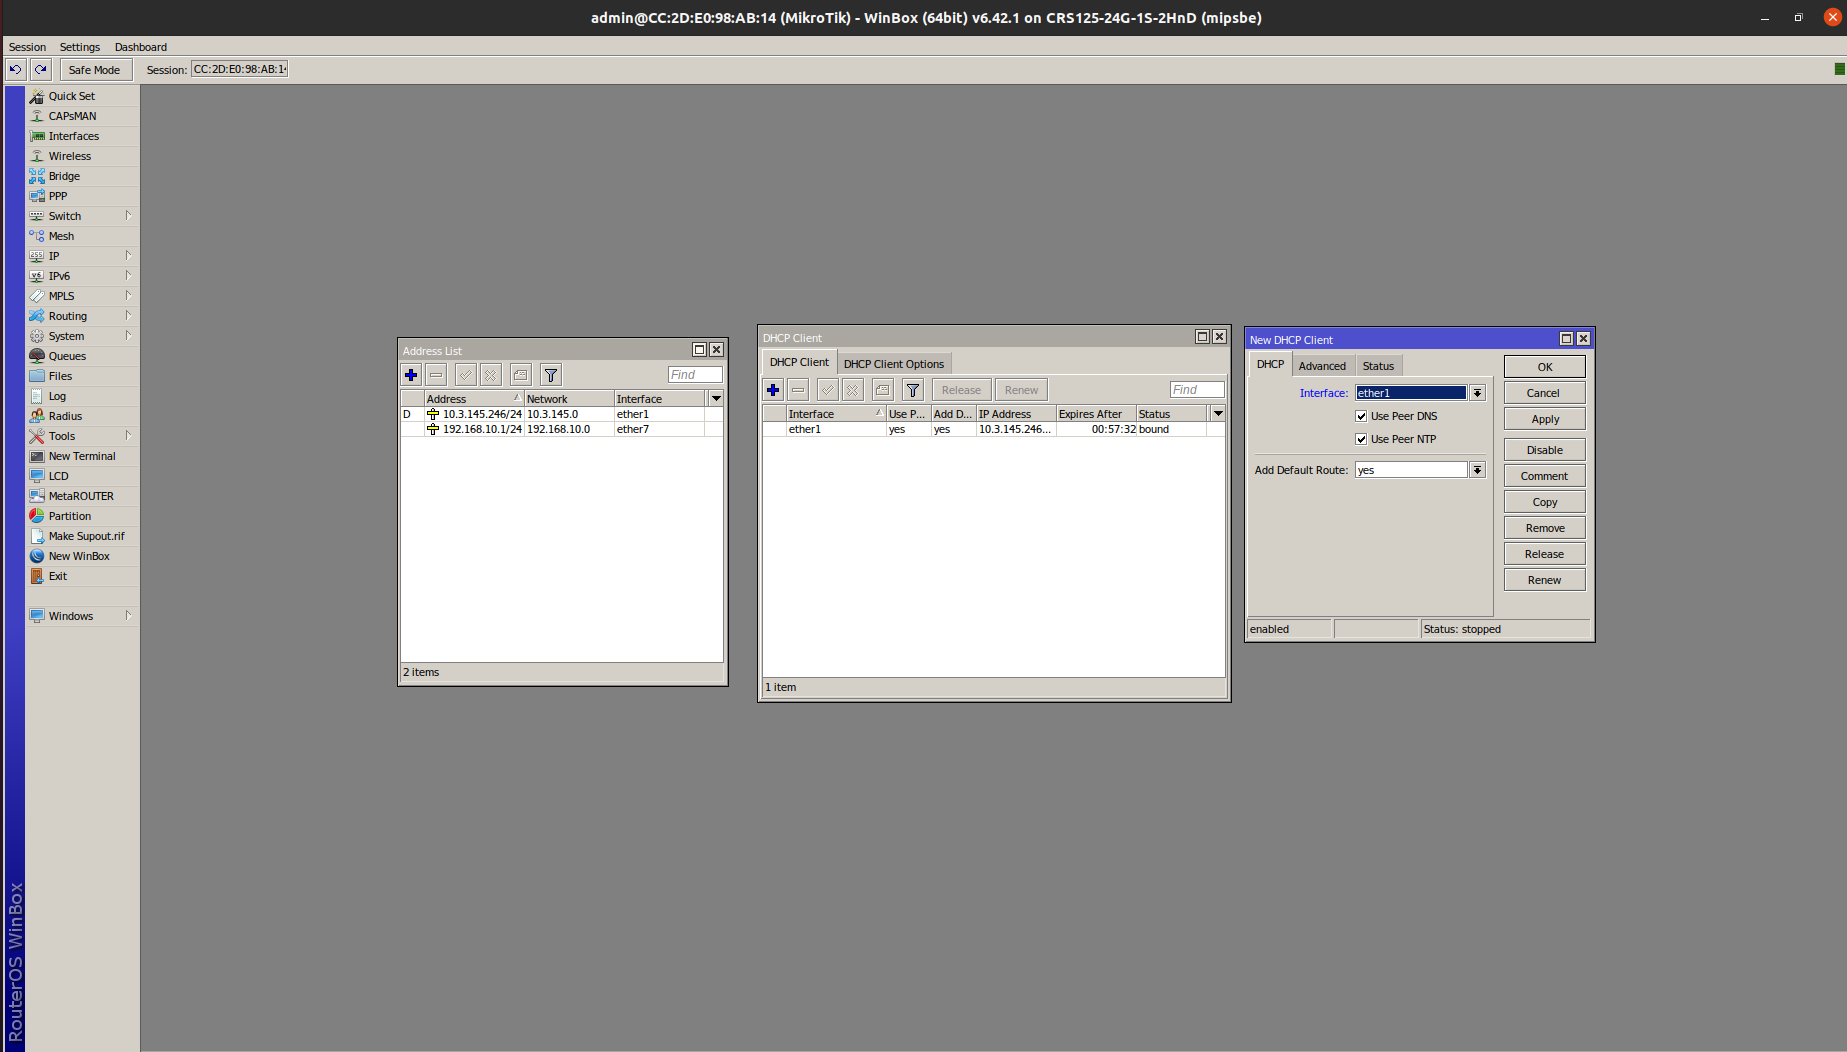 admin@CC:2D:E0:98:AB:14 (MikroTik) - WinBox (64bit) v6.42.1 on CRS125-24G-1S-2HnD (mipsbe)
Session Settings Dashboard
Safe Mode Session: CC:2D:E0:98:AB:14
Quick Set
CAPsMAN
Interfaces
Wireless
Bridge
PPP
Switch
Mesh
IP
IPv6
MPLS
Routing
System
Queues
Files
Log
Radius
Tools
New Terminal
LCD
MetaROUTER
Partition
Make Supout.rif
New WinBox
Exit
Windows
RouterOS WinBox
Address List
Find
Address Network Interface
D 10.3.145.246/24 10.3.145.0 ether1
192.168.10.1/24 192.168.10.0 ether7
2 items
DHCP Client
DHCP Client DHCP Client Options
Release Renew Find
Interface Use P... Add D... IP Address Expires After Status
ether1 yes yes 10.3.145.246... 00:57:32 bound
1 item
New DHCP Client
DHCP Advanced Status
Interface: ether1
Use Peer DNS
Use Peer NTP
Add Default Route: yes
OK
Cancel
Apply
Disable
Comment
Copy
Remove
Release
Renew
enabled Status: stopped